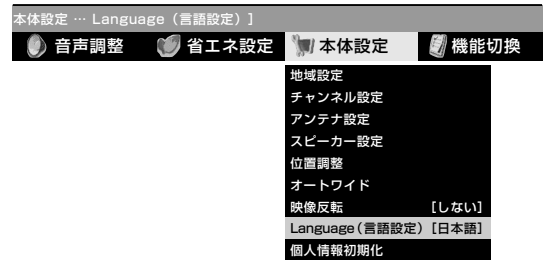 本体設定 … Language（言語設定）]
音声調整 省エネ設定 本体設定 機能切換
地域設定
チャンネル設定
アンテナ設定
スピーカー設定
位置調整
オートワイド
映像反転 [しない]
Language（言語設定） [日本語]
個人情報初期化